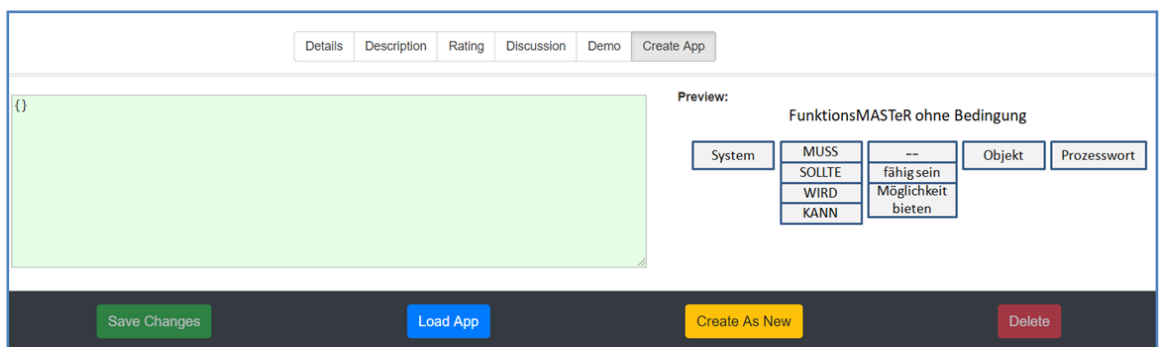 Details Description Rating Discussion Demo Create App
{}
Preview:
FunktionsMASTeR ohne Bedingung
System MUSS -- Objekt Prozesswort
SOLLTE fähig sein
WIRD Möglichkeit
KANN bieten
Save Changes Load App Create As New Delete